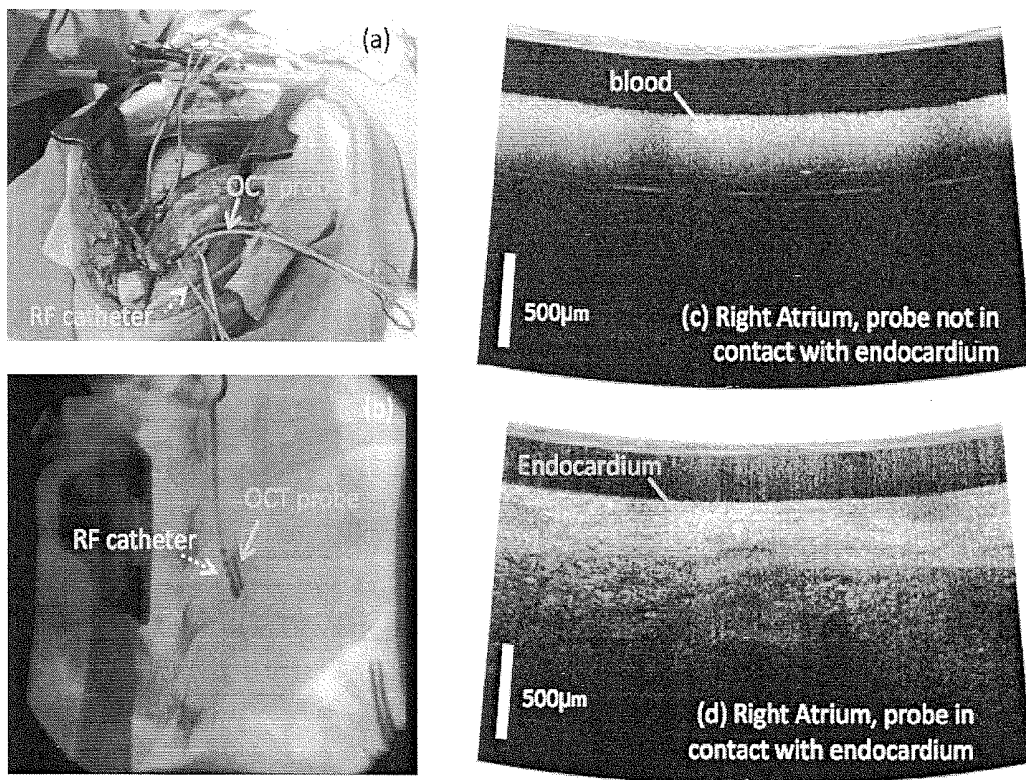 (a)
OCT probe
RF catheter
(b)
OCT probe
RF catheter
blood
500µm
(c) Right Atrium, probe not in
contact with endocardium
Endocardium
500µm
(d) Right Atrium, probe in
contact with endocardium